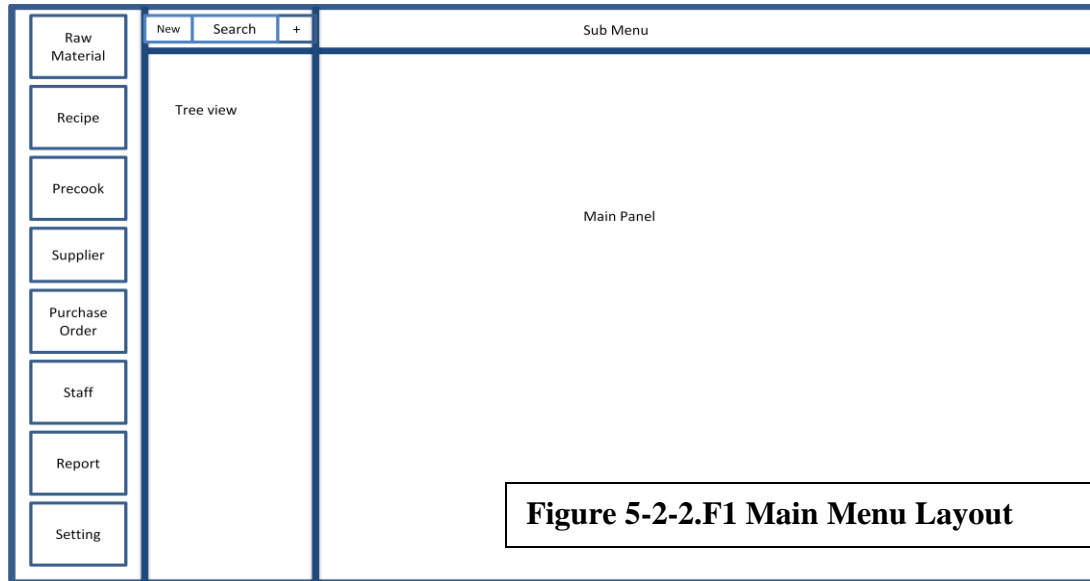 Raw
Material
Recipe
Precook
Supplier
Purchase
Order
Staff
Report
Setting
New
Search
+
Sub Menu
Tree view
Main Panel
Figure 5-2-2.F1 Main Menu Layout